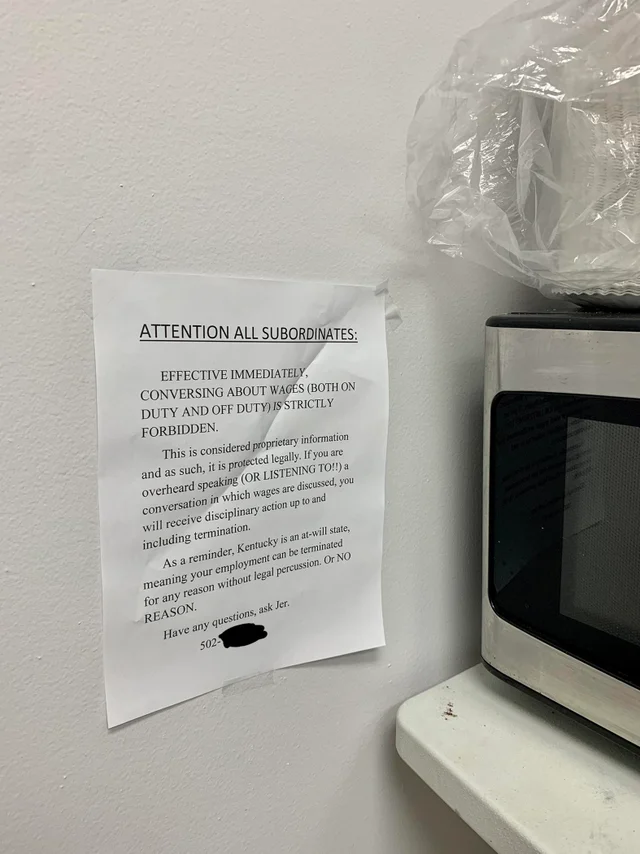 ATTENTION ALL SUBORDINATES:
EFFECTIVE IMMEDIATELY,
CONVERSING ABOUT WAGES (BOTH ON
DUTY AND OFF DUTY) IS STRICTLY
FORBIDDEN.
This is considered proprietary information
and as such, it is protected legally. If you are
overheard speaking (OR LISTENING TO!!) a
conversation in which wages are discussed, you
will receive disciplinary action up to and
including termination.
As a reminder, Kentucky is an at-will state,
meaning your employment can be terminated
for any reason without legal percussion. Or NO
REASON.
Have any questions, ask Jer.
502-